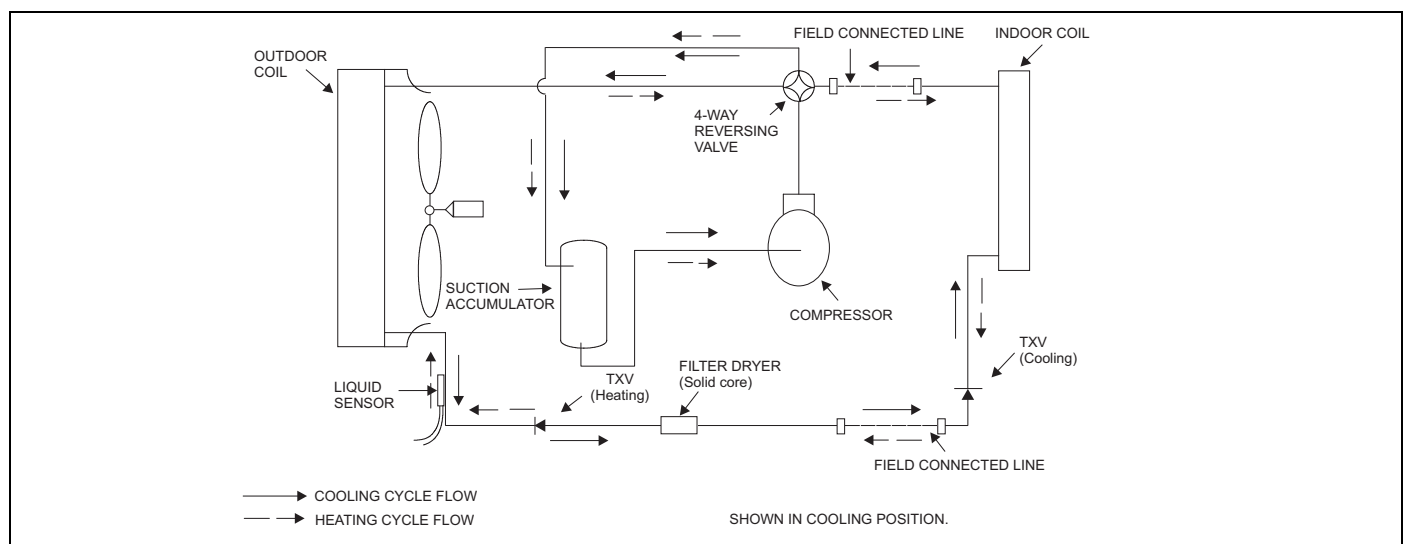 FIELD CONNECTED LINE
INDOOR COIL
OUTDOOR
COIL
4-WAY
REVERSING
VALVE
SUCTION
ACCUMULATOR
COMPRESSOR
TXV
(Cooling)
FILTER DRYER
(Solid core)
TXV
(Heating)
LIQUID
SENSOR
FIELD CONNECTED LINE
COOLING CYCLE FLOW
HEATING CYCLE FLOW
SHOWN IN COOLING POSITION.